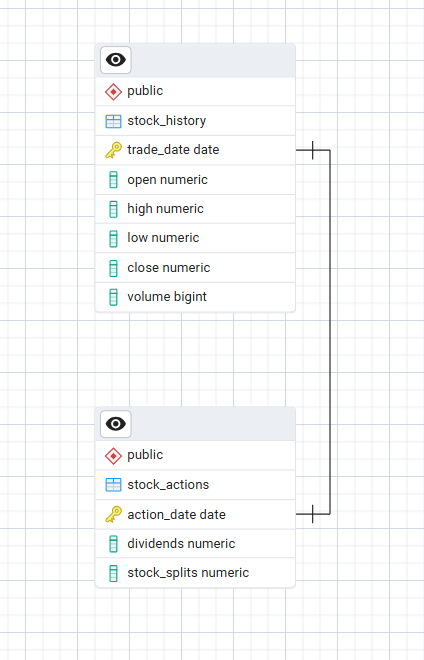 public
stock_history
trade_date date
open numeric
high numeric
low numeric
close numeric
volume bigint
public
stock_actions
action_date date
dividends numeric
stock_splits numeric